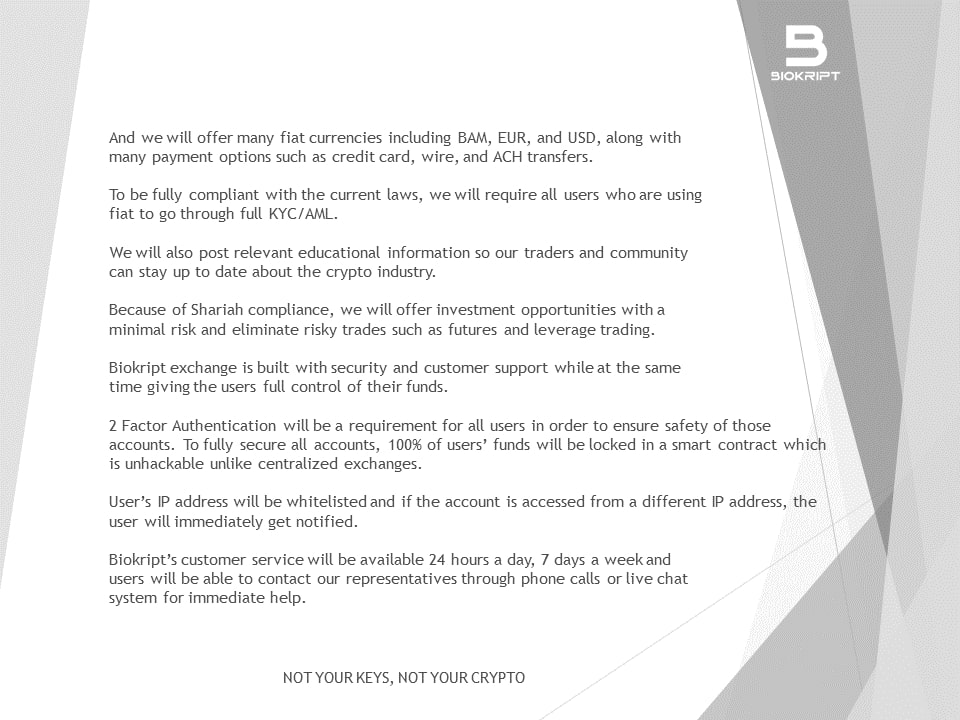 BIOKRIPT
And we will offer many fiat currencies including BAM, EUR, and USD, along with
many payment options such as credit card, wire, and ACH transfers.
To be fully compliant with the current laws, we will require all users who are using
fiat to go through full KYC/AML.
We will also post relevant educational information so our traders and community
can stay up to date about the crypto industry.
Because of Shariah compliance, we will offer investment opportunities with a
minimal risk and eliminate risky trades such as futures and leverage trading.
Biokript exchange is built with security and customer support while at the same
time giving the users full control of their funds.
2 Factor Authentication will be a requirement for all users in order to ensure safety of those
accounts. To fully secure all accounts, 100% of users’ funds will be locked in a smart contract which
is unhackable unlike centralized exchanges.
User’s IP address will be whitelisted and if the account is accessed from a different IP address, the
user will immediately get notified.
Biokript’s customer service will be available 24 hours a day, 7 days a week and
users will be able to contact our representatives through phone calls or live chat
system for immediate help.
NOT YOUR KEYS, NOT YOUR CRYPTO